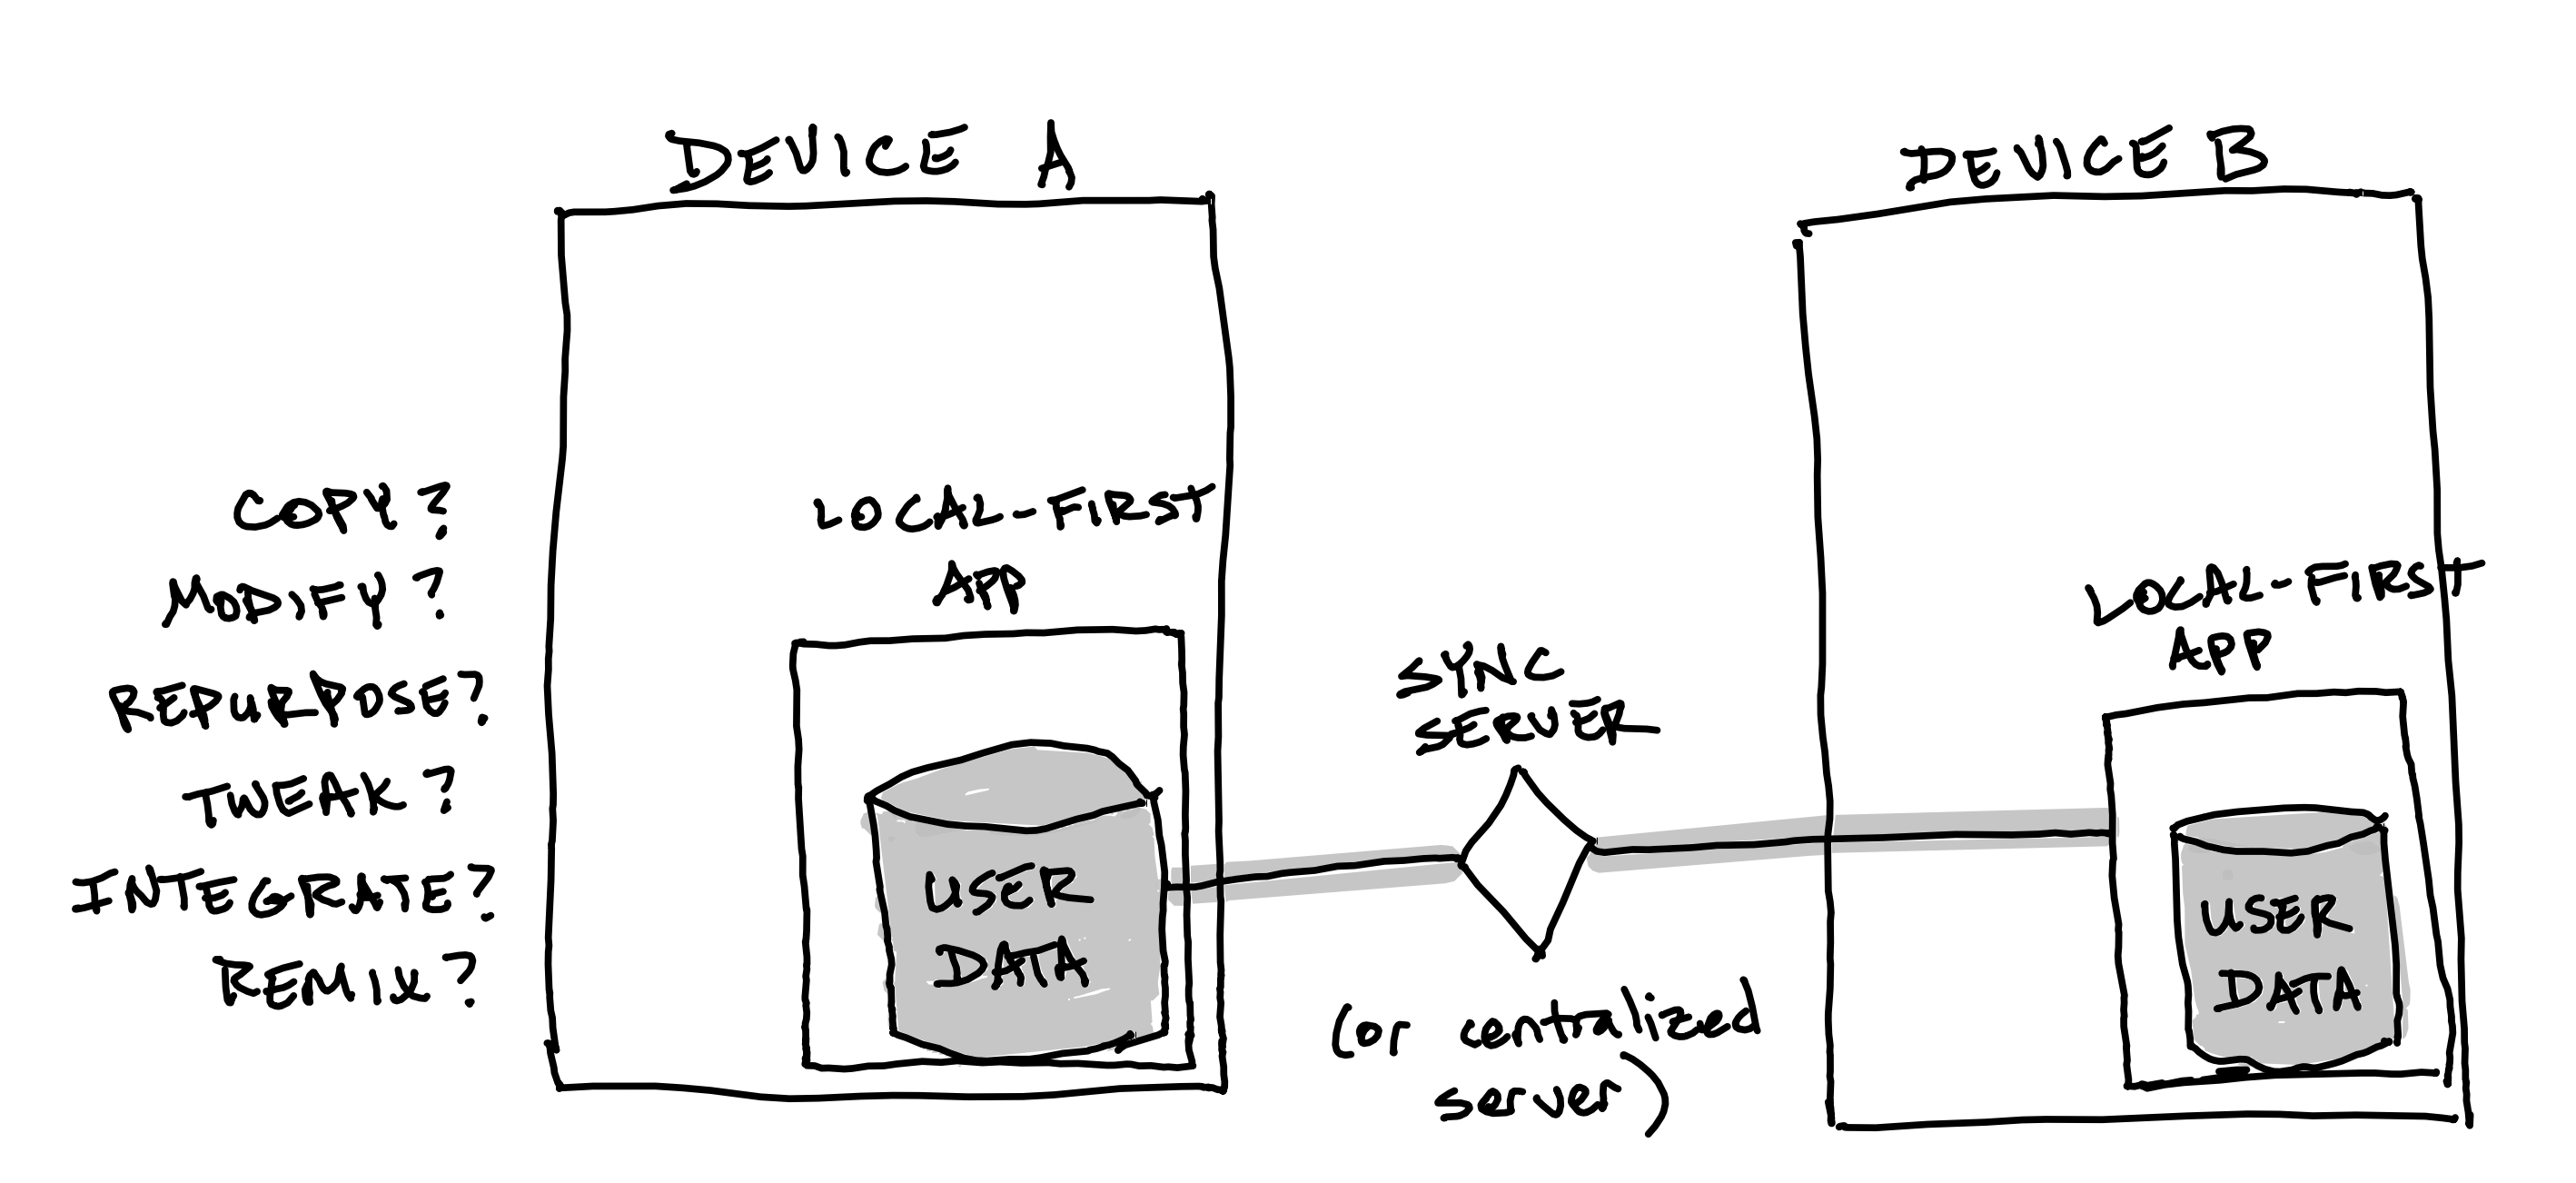 DEVICE A
DEVICE B
COPY?
MODIFY?
REPURPOSE?
TWEAK?
INTEGRATE?
REMIX?
LOCAL-FIRST
APP
USER
DATA
SYNC
SERVER
(or centralized
server)
LOCAL-FIRST
APP
USER
DATA